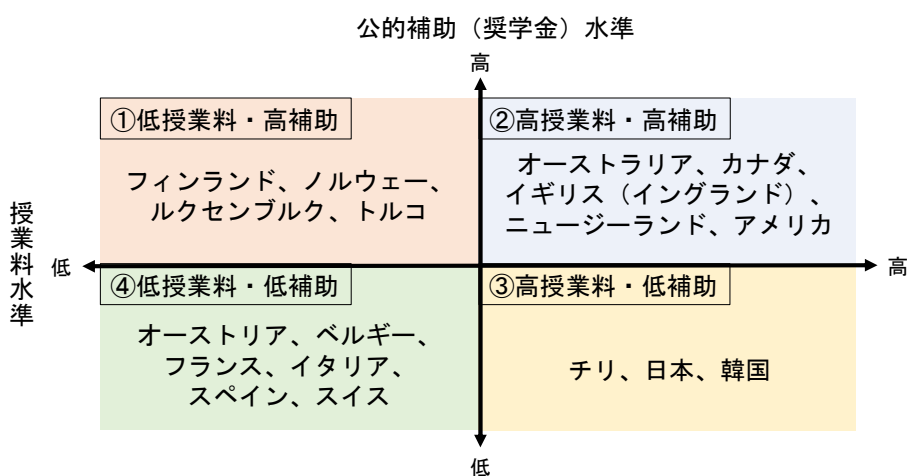 公的補助（奨学金）水準
高
①低授業料・高補助
フィンランド、ノルウェー、
ルクセンブルク、トルコ
②高授業料・高補助
オーストラリア、カナダ、
イギリス（イングランド）、
ニュージーランド、アメリカ
授業料水準
低
高
④低授業料・低補助
オーストリア、ベルギー、
フランス、イタリア、
スペイン、スイス
③高授業料・低補助
チリ、日本、韓国
低